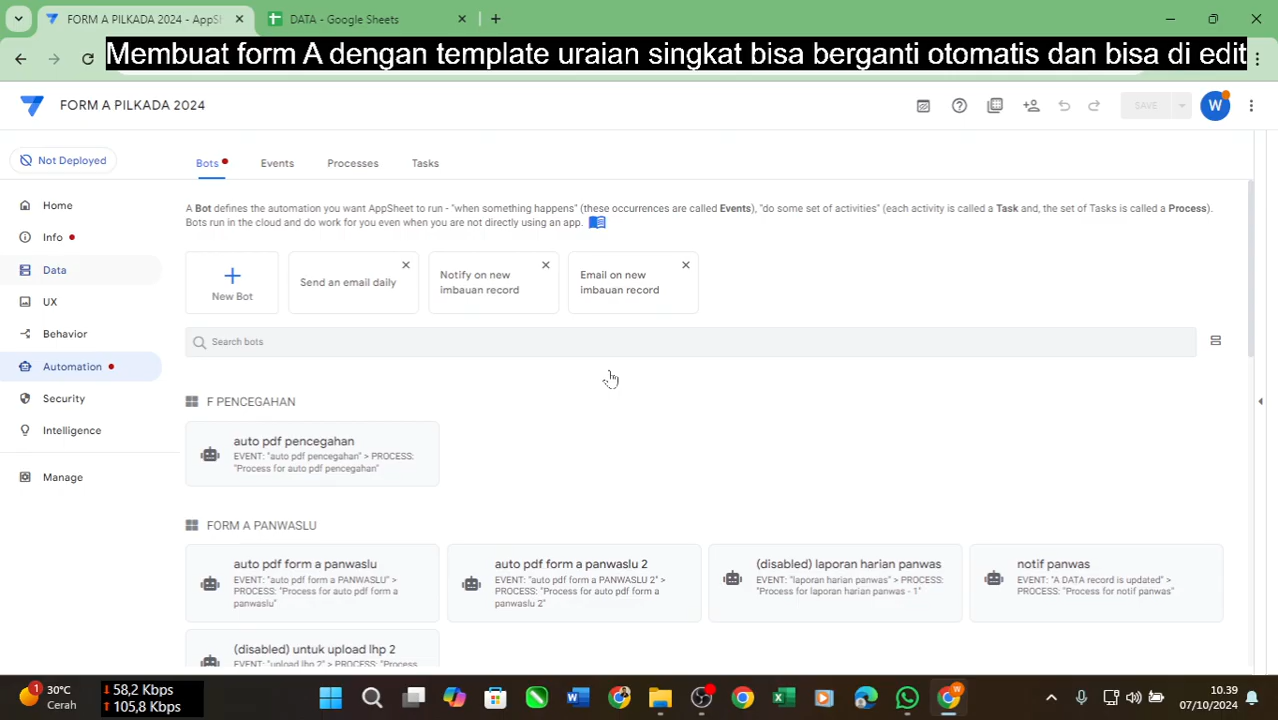 FORM A PILKADA 2024 - AppSh
DATA - Google Sheets
Membuat form A dengan template uraian singkat bisa berganti otomatis dan bisa di edit
FORM A PILKADA 2024
SAVE
W
Not Deployed
Home
Info
Data
UX
Behavior
Automation
Security
Intelligence
Manage
Bots
Events
Processes
Tasks
A Bot defines the automation you want AppSheet to run - "when something happens" (these occurrences are called Events), "do some set of activities" (each activity is called a Task and, the set of Tasks is called a Process).
Bots run in the cloud and do work for you even when you are not directly using an app.
New Bot
Send an email daily
Notify on new
imbauan record
Email on new
imbauan record
Search bots
F PENCEGAHAN
auto pdf pencegahan
EVENT: "auto pdf pencegahan" > PROCESS:
"Process for auto pdf pencegahan"
FORM A PANWASLU
auto pdf form a panwaslu
EVENT: "auto pdf form a PANWASLU" >
PROCESS: "Process for auto pdf form a
panwaslu"
auto pdf form a panwaslu 2
EVENT: "auto pdf form a PANWASLU 2" >
PROCESS: "Process for auto pdf form a
panwaslu 2"
(disabled) laporan harian panwas
EVENT: "laporan harian panwas" > PROCESS:
"Process for laporan harian panwas - 1"
notif panwas
EVENT: "A DATA record is updated" >
PROCESS: "Process for notif panwas"
(disabled) untuk upload lhp 2
EVENT: "upload lhp 2" > PROCESS: "Process
1
30°C
Cerah
58,2 Kbps
105,8 Kbps
10.39
07/10/2024